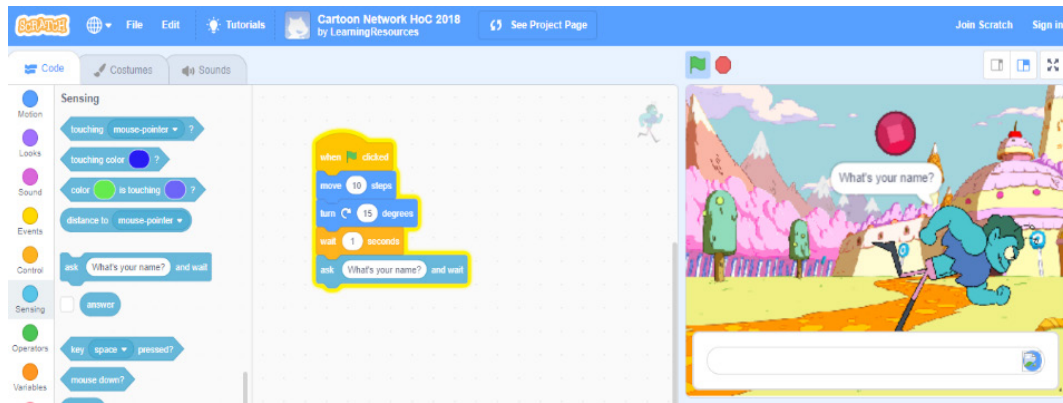 SCRATCH File Edit Tutorials Cartoon Network HoC 2018 See Project Page Join Scratch Sign in
by LearningResources
Code Costumes Sounds
Motion
Looks
Sound
Events
Control
Sensing
Operators
Variables
Sensing
touching mouse-pointer ?
touching color ?
color is touching ?
distance to mouse-pointer
ask What's your name? and wait
answer
key space pressed?
mouse down?
when clicked
move 10 steps
turn 15 degrees
wait 1 seconds
ask What's your name? and wait
What's your name?